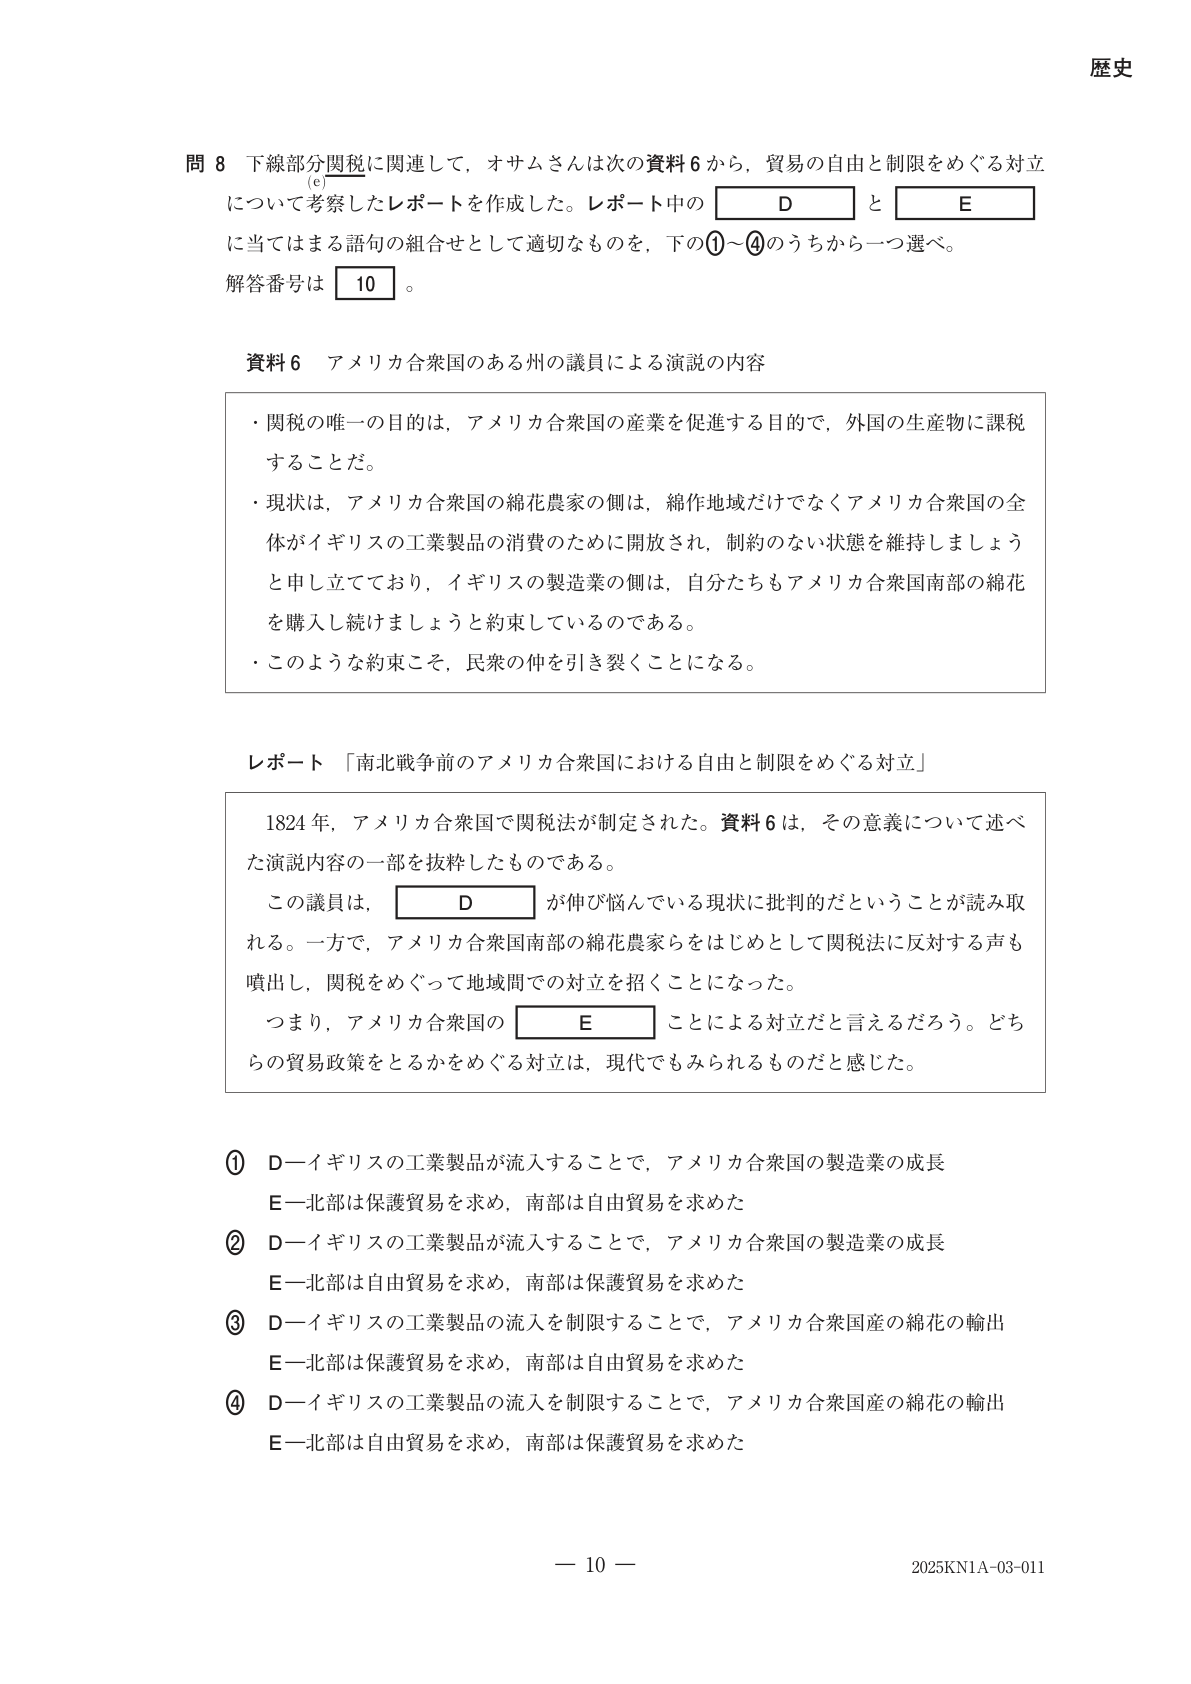 歴史
問 8 下線部分関税に関連して，オサムさんは次の資料6から，貿易の自由と制限をめぐる対立
(e)
について考察したレポートを作成した。レポート中の D と E
に当てはまる語句の組合せとして適切なものを，下の①～④のうちから一つ選べ。
解答番号は 10 。
資料6 アメリカ合衆国のある州の議員による演説の内容
・関税の唯一の目的は，アメリカ合衆国の産業を促進する目的で，外国の生産物に課税
することだ。
・現状は，アメリカ合衆国の綿花農家の側は，綿作地域だけでなくアメリカ合衆国の全
体がイギリスの工業製品の消費のために開放され，制約のない状態を維持しましょう
と申し立てており，イギリスの製造業の側は，自分たちもアメリカ合衆国南部の綿花
を購入し続けましょうと約束しているのである。
・このような約束こそ，民衆の仲を引き裂くことになる。
レポート 「南北戦争前のアメリカ合衆国における自由と制限をめぐる対立」
1824年，アメリカ合衆国で関税法が制定された。資料6は，その意義について述べ
た演説内容の一部を抜粋したものである。
この議員は， D が伸び悩んでいる現状に批判的だということが読み取
れる。一方で，アメリカ合衆国南部の綿花農家らをはじめとして関税法に反対する声も
噴出し，関税をめぐって地域間での対立を招くことになった。
つまり，アメリカ合衆国の E ことによる対立だと言えるだろう。どち
らの貿易政策をとるかをめぐる対立は，現代でもみられるものだと感じた。
① D―イギリスの工業製品が流入することで，アメリカ合衆国の製造業の成長
E―北部は保護貿易を求め，南部は自由貿易を求めた
② D―イギリスの工業製品が流入することで，アメリカ合衆国の製造業の成長
E―北部は自由貿易を求め，南部は保護貿易を求めた
③ D―イギリスの工業製品の流入を制限することで，アメリカ合衆国産の綿花の輸出
E―北部は保護貿易を求め，南部は自由貿易を求めた
④ D―イギリスの工業製品の流入を制限することで，アメリカ合衆国産の綿花の輸出
E―北部は自由貿易を求め，南部は保護貿易を求めた
― 10 ―
2025KN1A-03-011